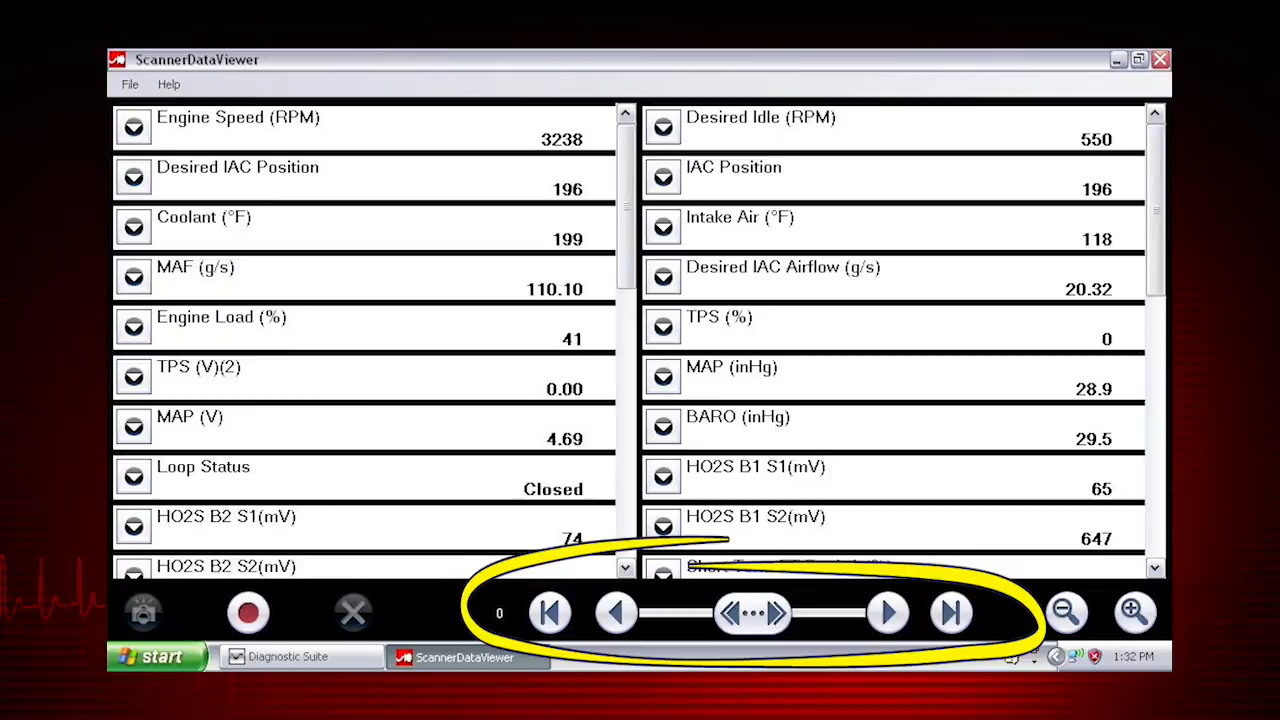 ScannerDataViewer
File Help
Engine Speed (RPM)
3238
Desired Idle (RPM)
550
Desired IAC Position
196
IAC Position
196
Coolant (°F)
199
Intake Air (°F)
118
MAF (g/s)
110.10
Desired IAC Airflow (g/s)
20.32
Engine Load (%)
41
TPS (%)
0
TPS (V)(2)
0.00
MAP (inHg)
28.9
MAP (V)
4.69
BARO (inHg)
29.5
Loop Status
Closed
HO2S B1 S1(mV)
65
HO2S B2 S1(mV)
74
HO2S B1 S2(mV)
647
HO2S B2 S2(mV)
0
start Diagnostic Suite ScannerDataViewer 1:32 PM